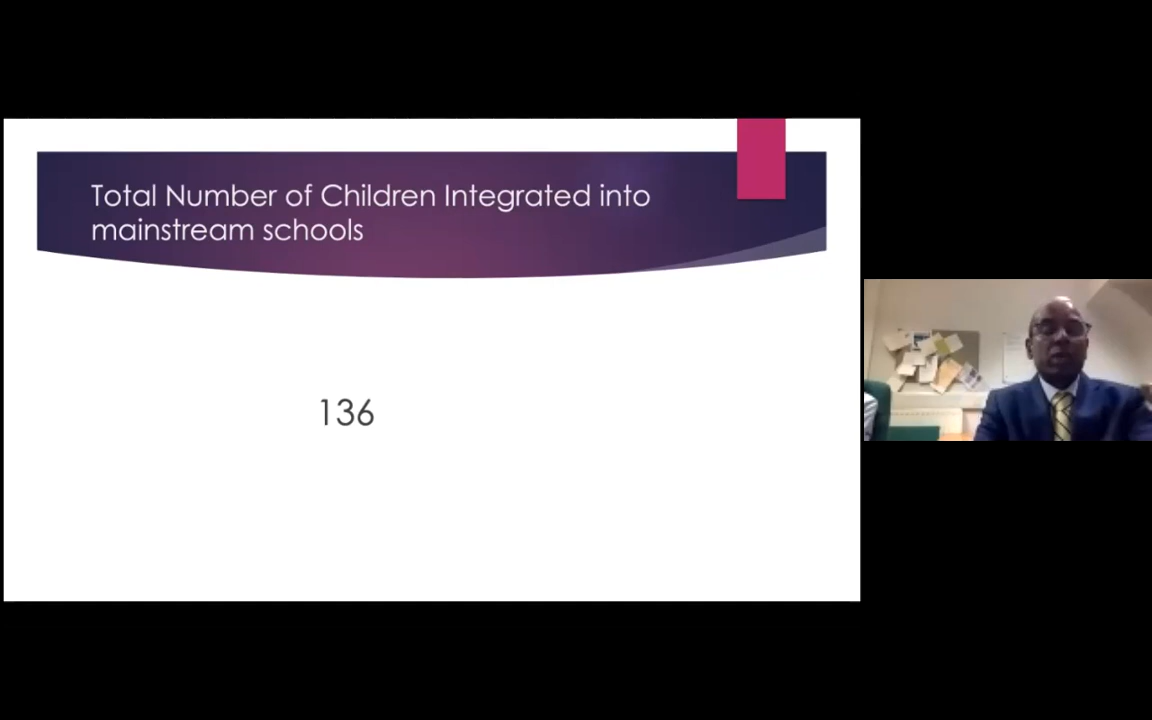 Total Number of Children Integrated into
mainstream schools
136